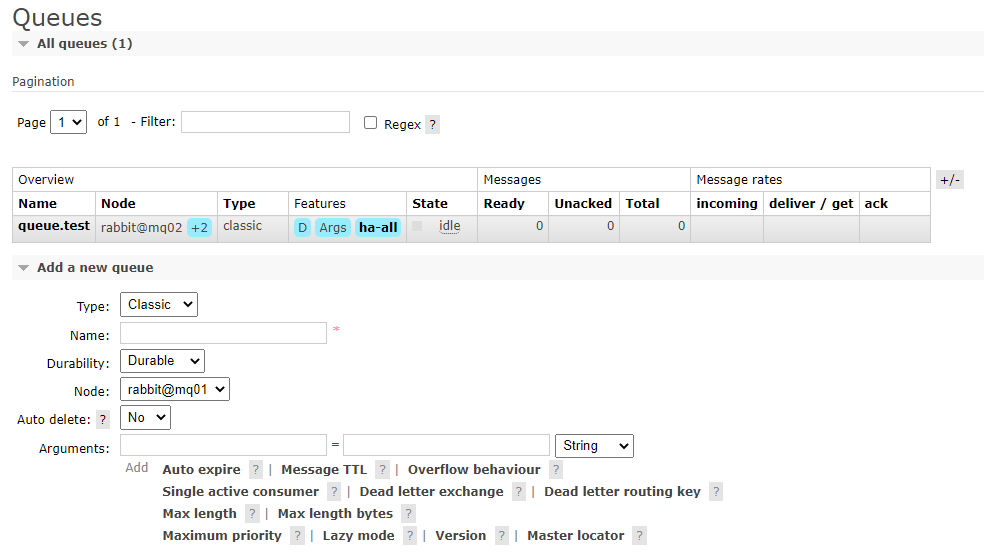 Queues
All queues (1)
Pagination
Page 1 of 1 - Filter: Regex ?
Overview Messages Message rates +/-
Name Node Type Features State Ready Unacked Total incoming deliver / get ack
queue.test rabbit@mq02 +2 classic D Args ha-all idle 0 0 0
Add a new queue
Type: Classic
Name: *
Durability: Durable
Node: rabbit@mq01
Auto delete: ? No
Arguments: = String
Add Auto expire ? | Message TTL ? | Overflow behaviour ?
Single active consumer ? | Dead letter exchange ? | Dead letter routing key ?
Max length ? | Max length bytes ?
Maximum priority ? | Lazy mode ? | Version ? | Master locator ?